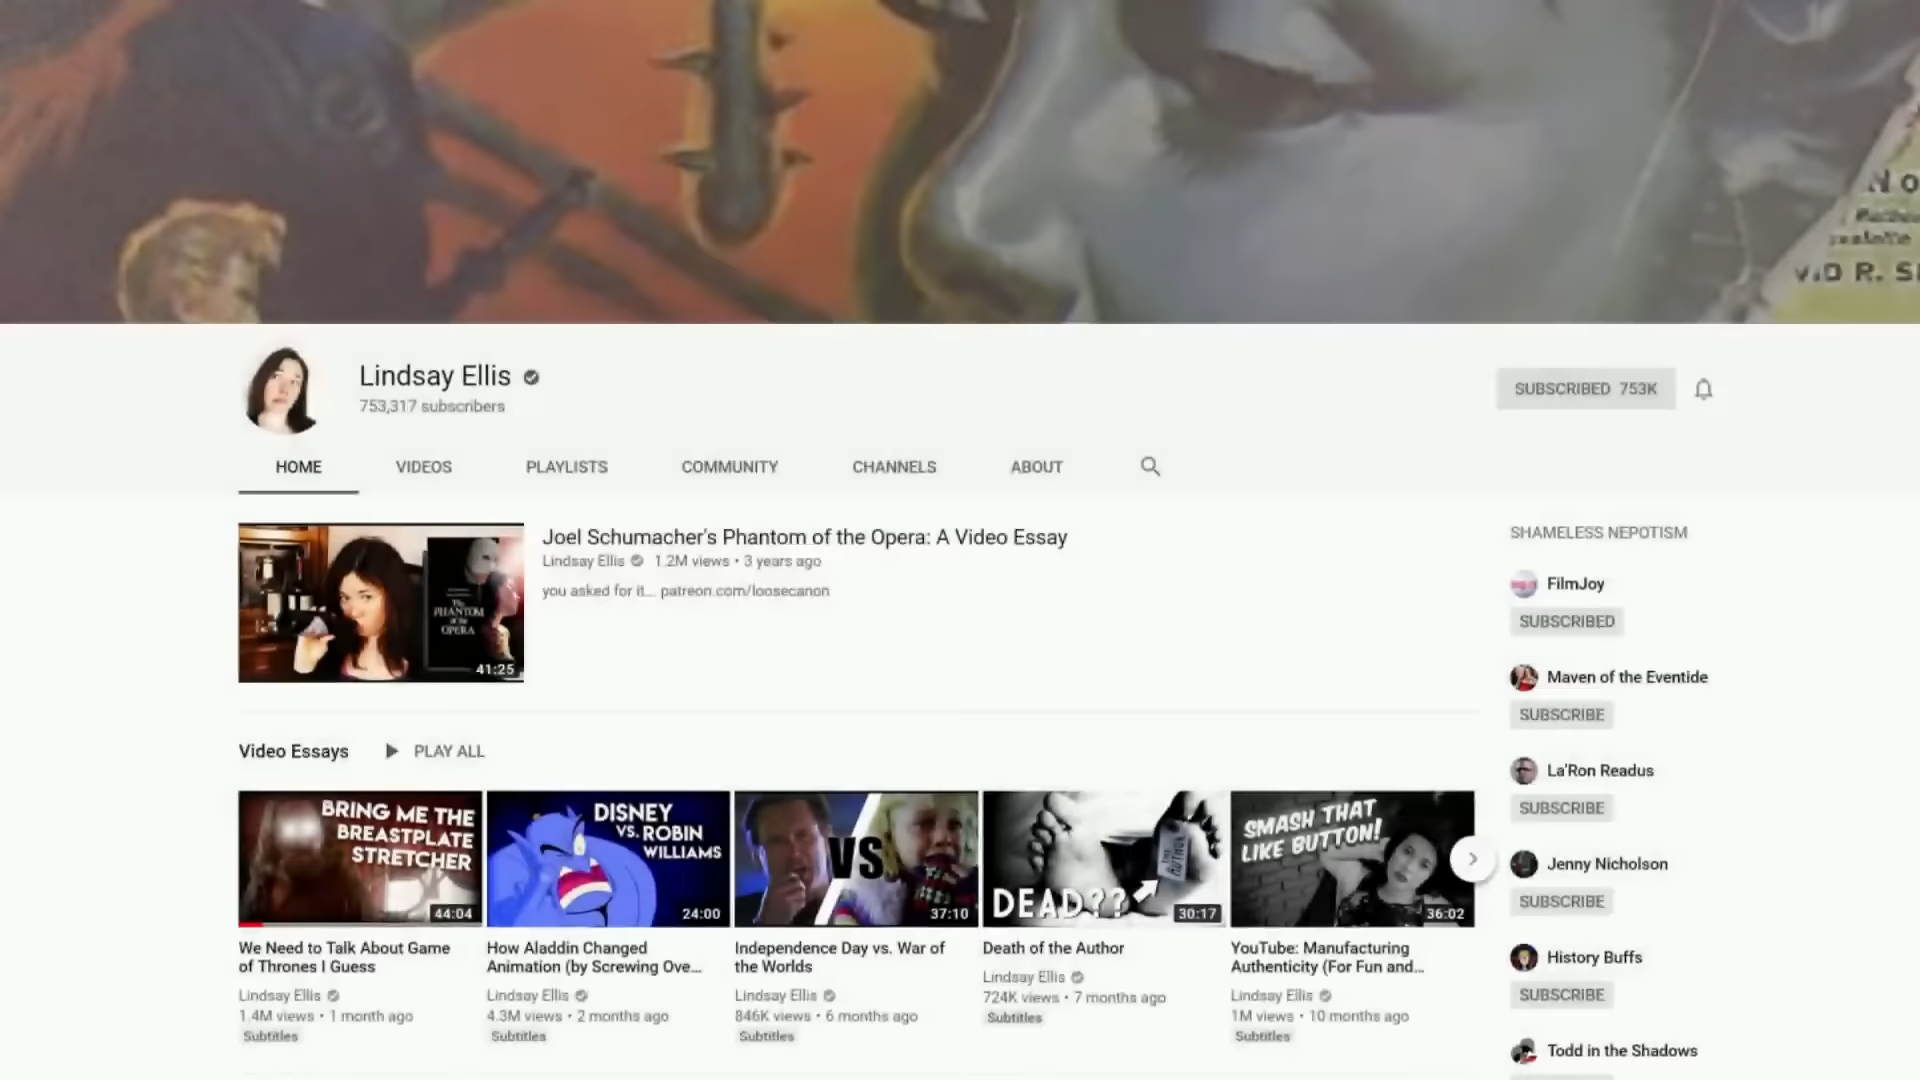 N O
V.D R. S
Lindsay Ellis
753,317 subscribers
SUBSCRIBED 753K
HOME VIDEOS PLAYLISTS COMMUNITY CHANNELS ABOUT
The
PHANTOM
of the
OPERA
41:25
Joel Schumacher's Phantom of the Opera: A Video Essay
Lindsay Ellis 1.2M views • 3 years ago
you asked for it... patreon.com/loosecanon
Video Essays PLAY ALL
BRING ME THE
BREASTPLATE
STRETCHER
44:04
We Need to Talk About Game
of Thrones I Guess
Lindsay Ellis
1.4M views • 1 month ago
Subtitles
DISNEY
VS. ROBIN
WILLIAMS
24:00
How Aladdin Changed
Animation (by Screwing Ove...
Lindsay Ellis
4.3M views • 2 months ago
Subtitles
VS
37:10
Independence Day vs. War of
the Worlds
Lindsay Ellis
846K views • 6 months ago
Subtitles
THE
AUTHOR
DEAD??
30:17
Death of the Author
Lindsay Ellis
724K views • 7 months ago
Subtitles
SMASH THAT
LIKE BUTTON!
36:02
YouTube: Manufacturing
Authenticity (For Fun and...
Lindsay Ellis
1M views • 10 months ago
Subtitles
SHAMELESS NEPOTISM
FilmJoy
SUBSCRIBED
Maven of the Eventide
SUBSCRIBE
La'Ron Readus
SUBSCRIBE
Jenny Nicholson
SUBSCRIBE
History Buffs
SUBSCRIBE
Todd in the Shadows